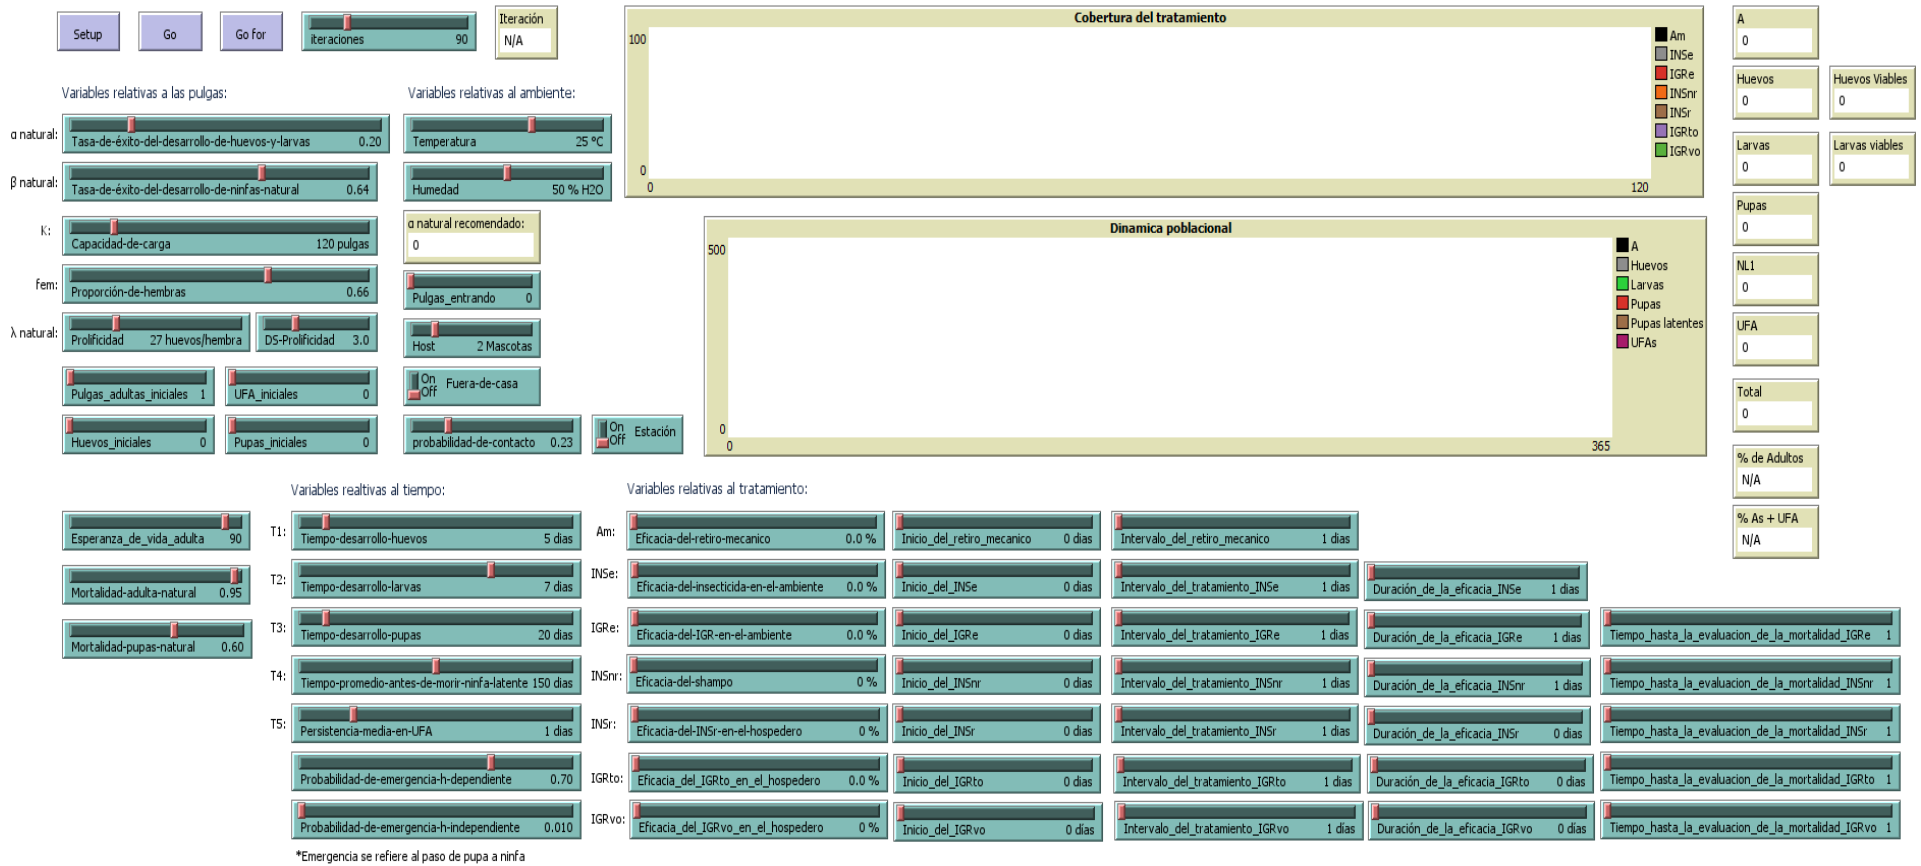 Setup
Go
Go for
iteraciones 90
Iteración
N/A
Cobertura del tratamiento
100
0
0
120
Am
INSe
IGRe
INSnr
INSr
IGRto
IGRvo
A
0
Huevos
0
Huevos Viables
0
Larvas
0
Larvas viables
0
Pupas
0
NL1
0
UFA
0
Total
0
% de Adultos
N/A
% As + UFA
N/A
Variables relativas a las pulgas:
α natural:
Tasa-de-éxito-del-desarrollo-de-huevos-y-larvas 0.20
β natural:
Tasa-de-éxito-del-desarrollo-de-ninfas-natural 0.64
K:
Capacidad-de-carga 120 pulgas
fem:
Proporción-de-hembras 0.66
λ natural:
Prolificidad 27 huevos/hembra
DS-Prolificidad 3.0
Pulgas_adultas_iniciales 1
UFA_iniciales 0
Huevos_iniciales 0
Pupas_iniciales 0
Variables relativas al ambiente:
Temperatura 25 °C
Humedad 50 % H2O
α natural recomendado:
0
Pulgas_entrando 0
Host 2 Mascotas
On
Off
Fuera-de-casa
probabilidad-de-contacto 0.23
On
Off
Estación
Dinamica poblacional
500
0
0
365
A
Huevos
Larvas
Pupas
Pupas latentes
UFAs
Esperanza_de_vida_adulta 90
Mortalidad-adulta-natural 0.95
Mortalidad-pupas-natural 0.60
Variables realtivas al tiempo:
T1:
Tiempo-desarrollo-huevos 5 dias
T2:
Tiempo-desarrollo-larvas 7 dias
T3:
Tiempo-desarrollo-pupas 20 dias
T4:
Tiempo-promedio-antes-de-morir-ninfa-latente 150 dias
T5:
Persistencia-media-en-UFA 1 dias
Probabilidad-de-emergencia-h-dependiente 0.70
Probabilidad-de-emergencia-h-independiente 0.010
*Emergencia se refiere al paso de pupa a ninfa
Variables relativas al tratamiento:
Am:
Eficacia-del-retiro-mecanico 0.0 %
Inicio_del_retiro_mecanico 0 dias
Intervalo_del_retiro_mecanico 1 dias
INSe:
Eficacia-del-insecticida-en-el-ambiente 0.0 %
Inicio_del_INSe 0 dias
Intervalo_del_tratamiento_INSe 1 dias
Duración_de_la_eficacia_INSe 1 dias
IGRe:
Eficacia-del-IGR-en-el-ambiente 0.0 %
Inicio_del_IGRe 0 dias
Intervalo_del_tratamiento_IGRe 1 dias
Duración_de_la_eficacia_IGRe 1 dias
Tiempo_hasta_la_evaluacion_de_la_mortalidad_IGRe 1
INSnr:
Eficacia-del-shampo 0 %
Inicio_del_INSnr 0 dias
Intervalo_del_tratamiento_INSnr 1 dias
Duración_de_la_eficacia_INSnr 1 dias
Tiempo_hasta_la_evaluacion_de_la_mortalidad_INSnr 1
INSr:
Eficacia-del-INSr-en-el-hospedero 0 %
Inicio_del_INSr 0 dias
Intervalo_del_tratamiento_INSr 1 dias
Duración_de_la_eficacia_INSr 0 dias
Tiempo_hasta_la_evaluacion_de_la_mortalidad_INSr 1
IGRto:
Eficacia_del_IGRto_en_el_hospedero 0.0 %
Inicio_del_IGRto 0 dias
Intervalo_del_tratamiento_IGRto 1 dias
Duración_de_la_eficacia_IGRto 0 dias
Tiempo_hasta_la_evaluacion_de_la_mortalidad_IGRto 1
IGRvo:
Eficacia_del_IGRvo_en_el_hospedero 0 %
Inicio_del_IGRvo 0 días
Intervalo_del_tratamiento_IGRvo 1 días
Duración_de_la_eficacia_IGRvo 0 dias
Tiempo_hasta_la_evaluacion_de_la_mortalidad_IGRvo 1